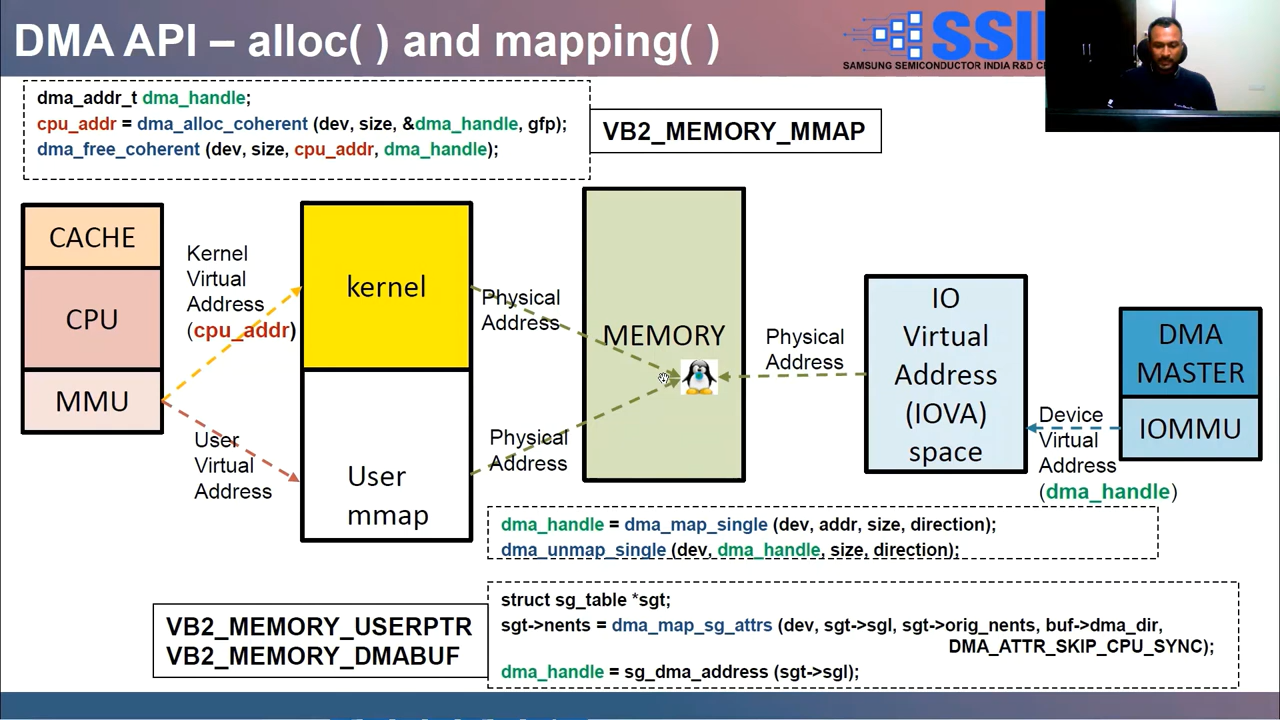 DMA API – alloc( ) and mapping( )
SAMSUNG SEMICONDUCTOR INDIA R&D
dma_addr_t dma_handle;
cpu_addr = dma_alloc_coherent (dev, size, &dma_handle, gfp);
dma_free_coherent (dev, size, cpu_addr, dma_handle);
VB2_MEMORY_MMAP
CACHE
CPU
MMU
Kernel
Virtual
Address
(cpu_addr)
User
Virtual
Address
kernel
User
mmap
Physical
Address
Physical
Address
MEMORY
Physical
Address
IO
Virtual
Address
(IOVA)
space
Device
Virtual
Address
(dma_handle)
DMA
MASTER
IOMMU
dma_handle = dma_map_single (dev, addr, size, direction);
dma_unmap_single (dev, dma_handle, size, direction);
VB2_MEMORY_USERPTR
VB2_MEMORY_DMABUF
struct sg_table *sgt;
sgt->nents = dma_map_sg_attrs (dev, sgt->sgl, sgt->orig_nents, buf->dma_dir,
DMA_ATTR_SKIP_CPU_SYNC);
dma_handle = sg_dma_address (sgt->sgl);